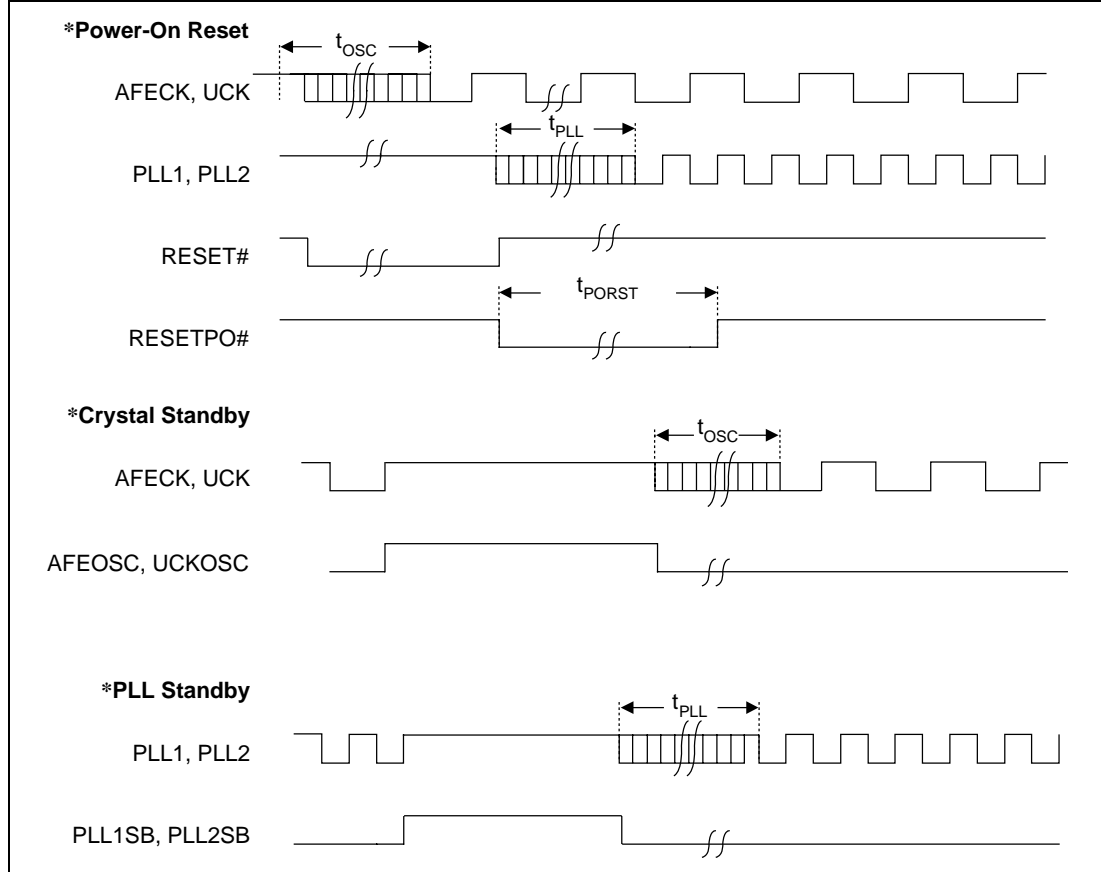 *Power-On Reset
tOSC
AFECK, UCK
tPLL
PLL1, PLL2
RESET#
tPORST
RESETPO#
*Crystal Standby
tOSC
AFECK, UCK
AFEOSC, UCKOSC
*PLL Standby
tPLL
PLL1, PLL2
PLL1SB, PLL2SB